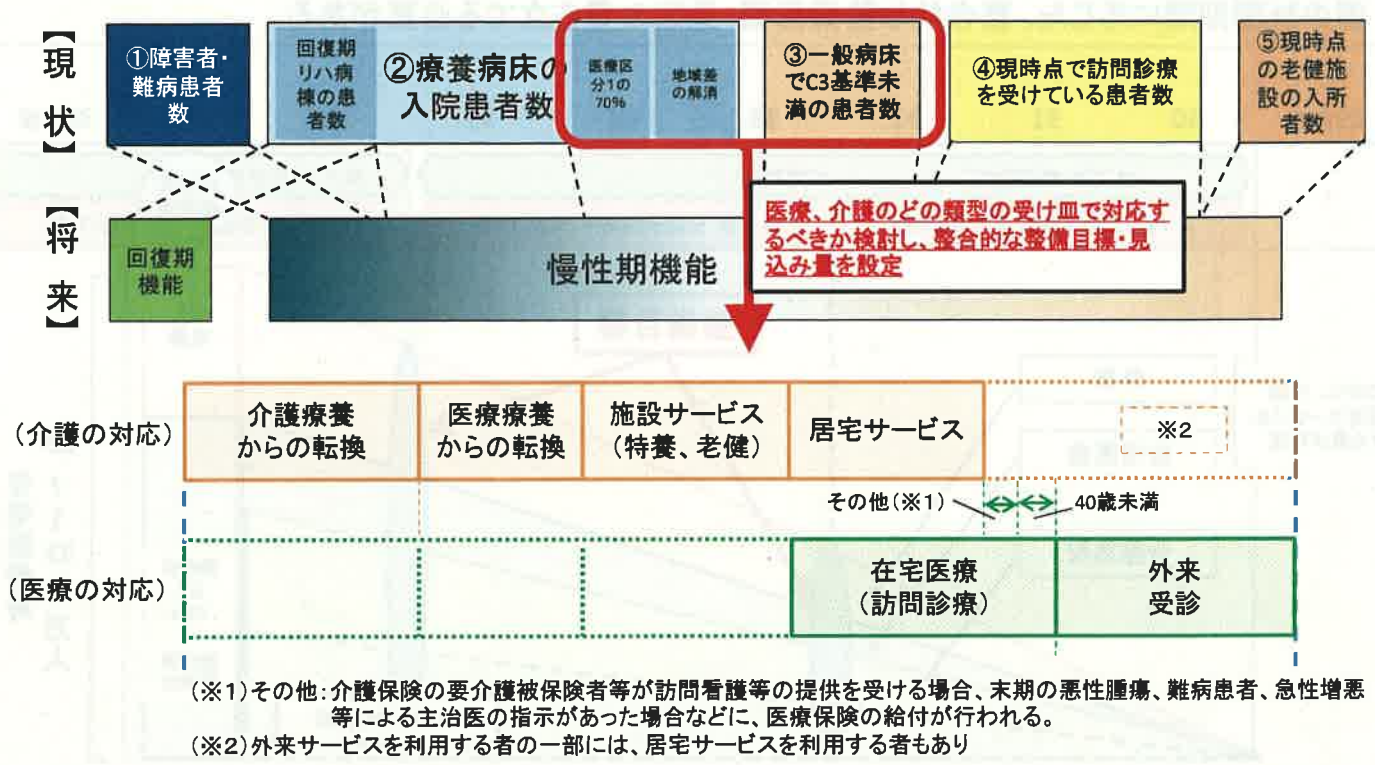 【現状】
①障害者・
難病患者
数
回復期
リハ病
棟の患
者数
②療養病床の
入院患者数
医療区
分1の
70%
地域差
の解消
③一般病床
でC3基準未
満の患者数
④現時点で訪問診療
を受けている患者数
⑤現時点
の老健施
設の入所
者数
【将来】
回復期
機能
慢性期機能
医療、介護のどの類型の受け皿で対応す
るべきか検討し、整合的な整備目標・見
込み量を設定
(介護の対応)
介護療養
からの転換
医療療養
からの転換
施設サービス
(特養、老健)
居宅サービス
※2
その他(※1)
40歳未満
(医療の対応)
在宅医療
(訪問診療)
外来
受診
(※1)その他:介護保険の要介護被保険者等が訪問看護等の提供を受ける場合、末期の悪性腫瘍、難病患者、急性増悪
等による主治医の指示があった場合などに、医療保険の給付が行われる。
(※2)外来サービスを利用する者の一部には、居宅サービスを利用する者もあり